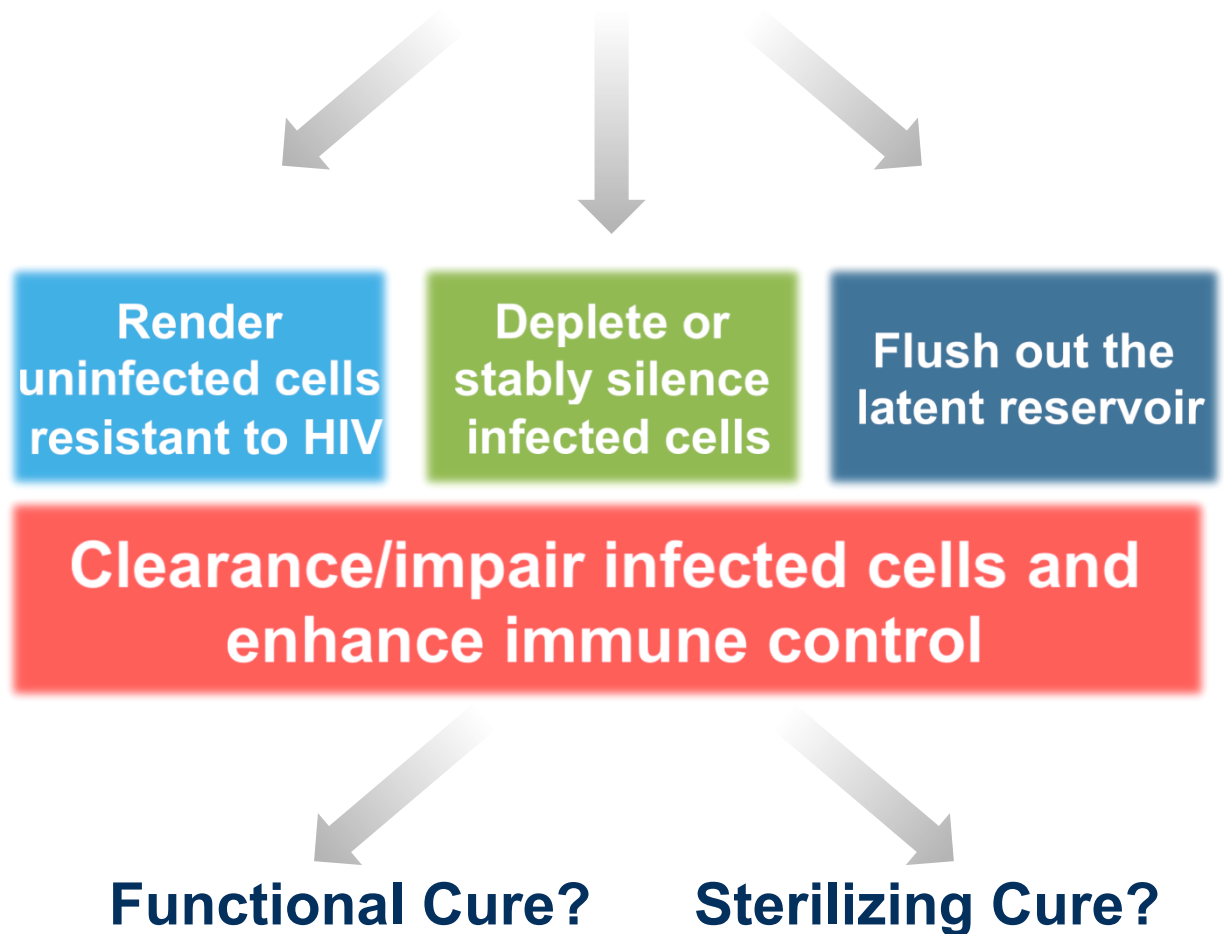 Render
uninfected cells
resistant to HIV
Deplete or
stably silence
infected cells
Flush out the
latent reservoir
Clearance/impair infected cells and
enhance immune control
Functional Cure?
Sterilizing Cure?